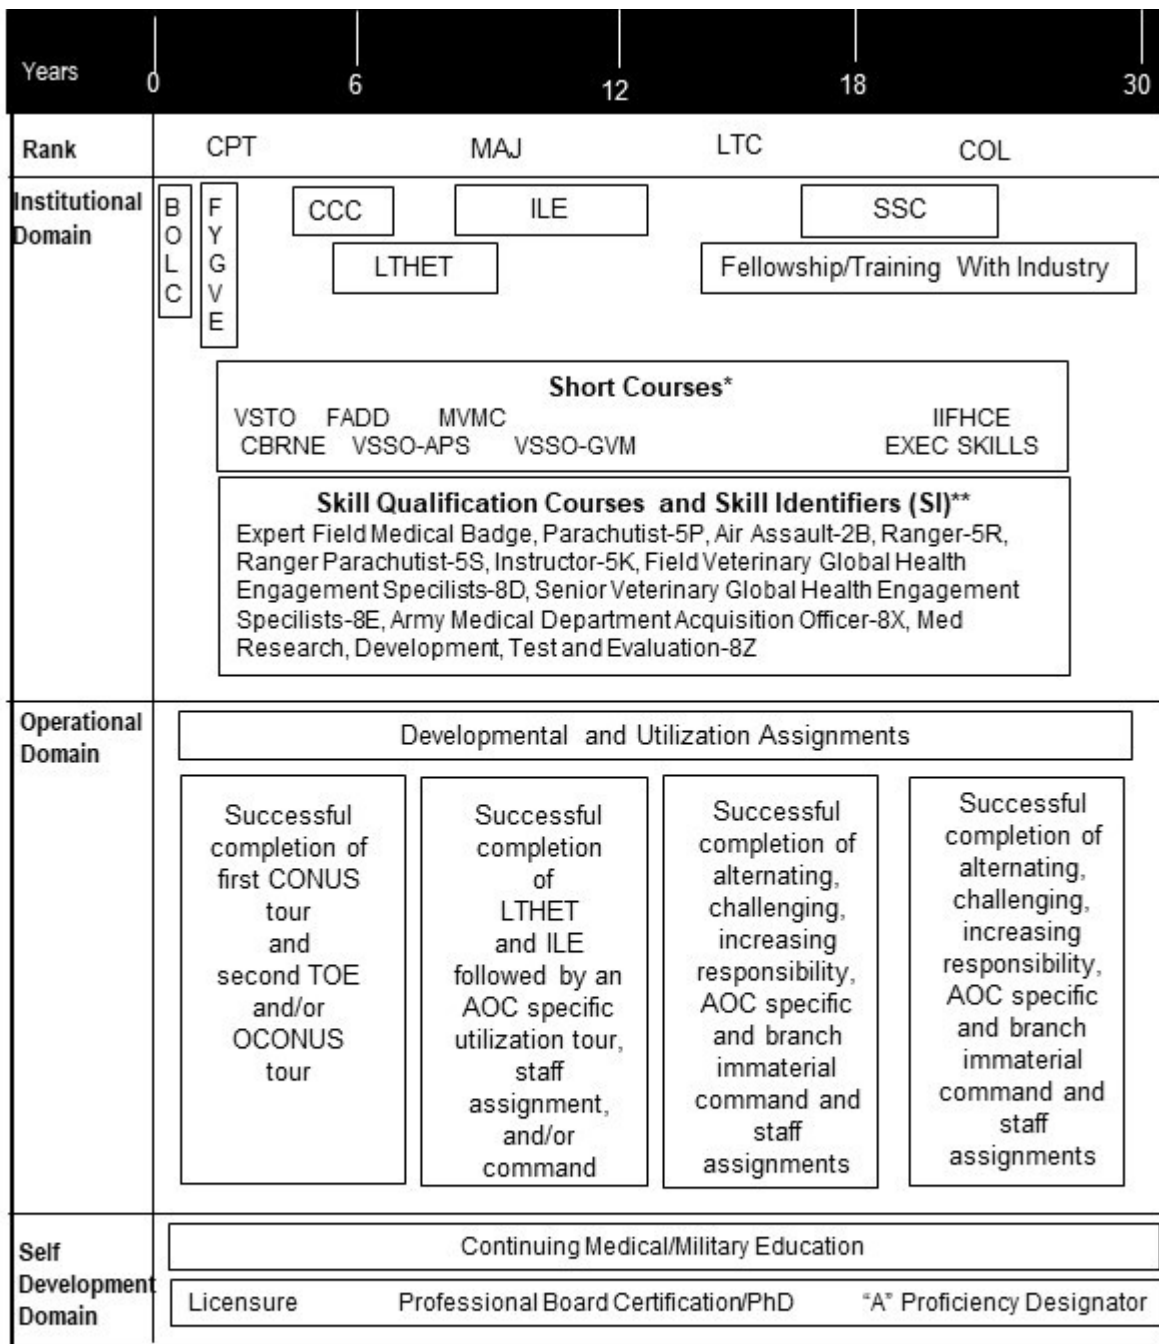 Years 0 6 12 18 30
Rank CPT MAJ LTC COL
Institutional
Domain
BOLC
FYGVE
CCC ILE SSC
LTHET Fellowship/Training With Industry
Short Courses*
VSTO FADD MVMC IIFHCE
CBRNE VSSO-APS VSSO-GVM EXEC SKILLS
Skill Qualification Courses and Skill Identifiers (SI)**
Expert Field Medical Badge, Parachutist-5P, Air Assault-2B, Ranger-5R,
Ranger Parachutist-5S, Instructor-5K, Field Veterinary Global Health
Engagement Specilists-8D, Senior Veterinary Global Health Engagement
Specilists-8E, Army Medical Department Acquisition Officer-8X, Med
Research, Development, Test and Evaluation-8Z
Operational
Domain
Developmental and Utilization Assignments
Successful
completion of
first CONUS
tour
and
second TOE
and/or
OCONUS
tour
Successful
completion
of
LTHET
and ILE
followed by an
AOC specific
utilization tour,
staff
assignment,
and/or
command
Successful
completion of
alternating,
challenging,
increasing
responsibility,
AOC specific
and branch
immaterial
command and
staff
assignments
Successful
completion of
alternating,
challenging,
increasing
responsibility,
AOC specific
and branch
immaterial
command and
staff
assignments
Self
Development
Domain
Continuing Medical/Military Education
Licensure Professional Board Certification/PhD “A” Proficiency Designator